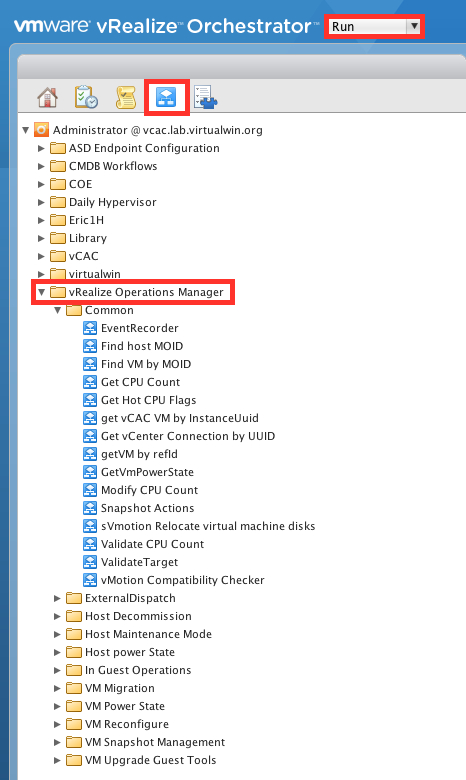 vmware vRealize™ Orchestrator™ Run
Administrator @ vcac.lab.virtualwin.org
ASD Endpoint Configuration
CMDB Workflows
COE
Daily Hypervisor
Eric1H
Library
vCAC
virtualwin
vRealize Operations Manager
Common
EventRecorder
Find host MOID
Find VM by MOID
Get CPU Count
Get Hot CPU Flags
get vCAC VM by InstanceUuid
Get vCenter Connection by UUID
getVM by refId
GetVmPowerState
Modify CPU Count
Snapshot Actions
sVmotion Relocate virtual machine disks
Validate CPU Count
ValidateTarget
vMotion Compatibility Checker
ExternalDispatch
Host Decommission
Host Maintenance Mode
Host power State
In Guest Operations
VM Migration
VM Power State
VM Reconfigure
VM Snapshot Management
VM Upgrade Guest Tools